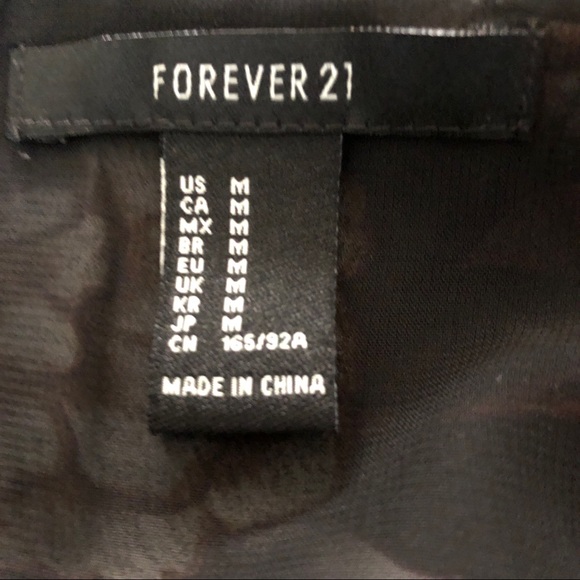 FOREVER 21
US M
CA M
MX M
BR M
EU M
UK M
KR M
JP M
CN 165/92A
MADE IN CHINA